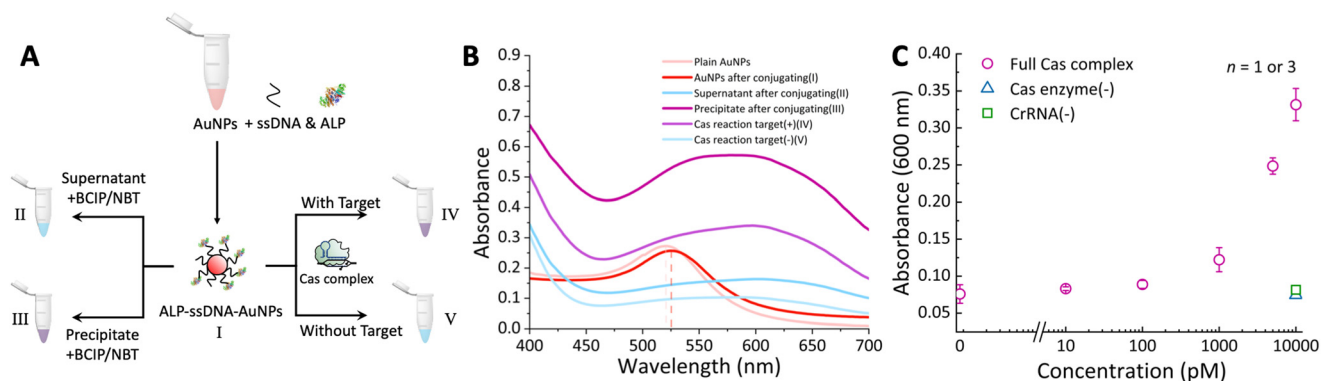 A
AuNPs + ssDNA & ALP
Supernatant
+BCIP/NBT
II
III
Precipitate
+BCIP/NBT
ALP-ssDNA-AuNPs
I
With Target
Cas complex
Without Target
IV
V
B
Absorbance
0.9
0.8
0.7
0.6
0.5
0.4
0.3
0.2
0.1
0.0
Plain AuNPs
AuNPs after conjugating(I)
Supernatant after conjugating(II)
Precipitate after conjugating(III)
Cas reaction target(+)(IV)
Cas reaction target(-)(V)
400 450 500 550 600 650 700
Wavelength (nm)
C
Absorbance (600 nm)
0.40
0.35
0.30
0.25
0.20
0.15
0.10
0.05
Full Cas complex
Cas enzyme(-)
CrRNA(-)
n = 1 or 3
0 10 100 1000 10000
Concentration (pM)